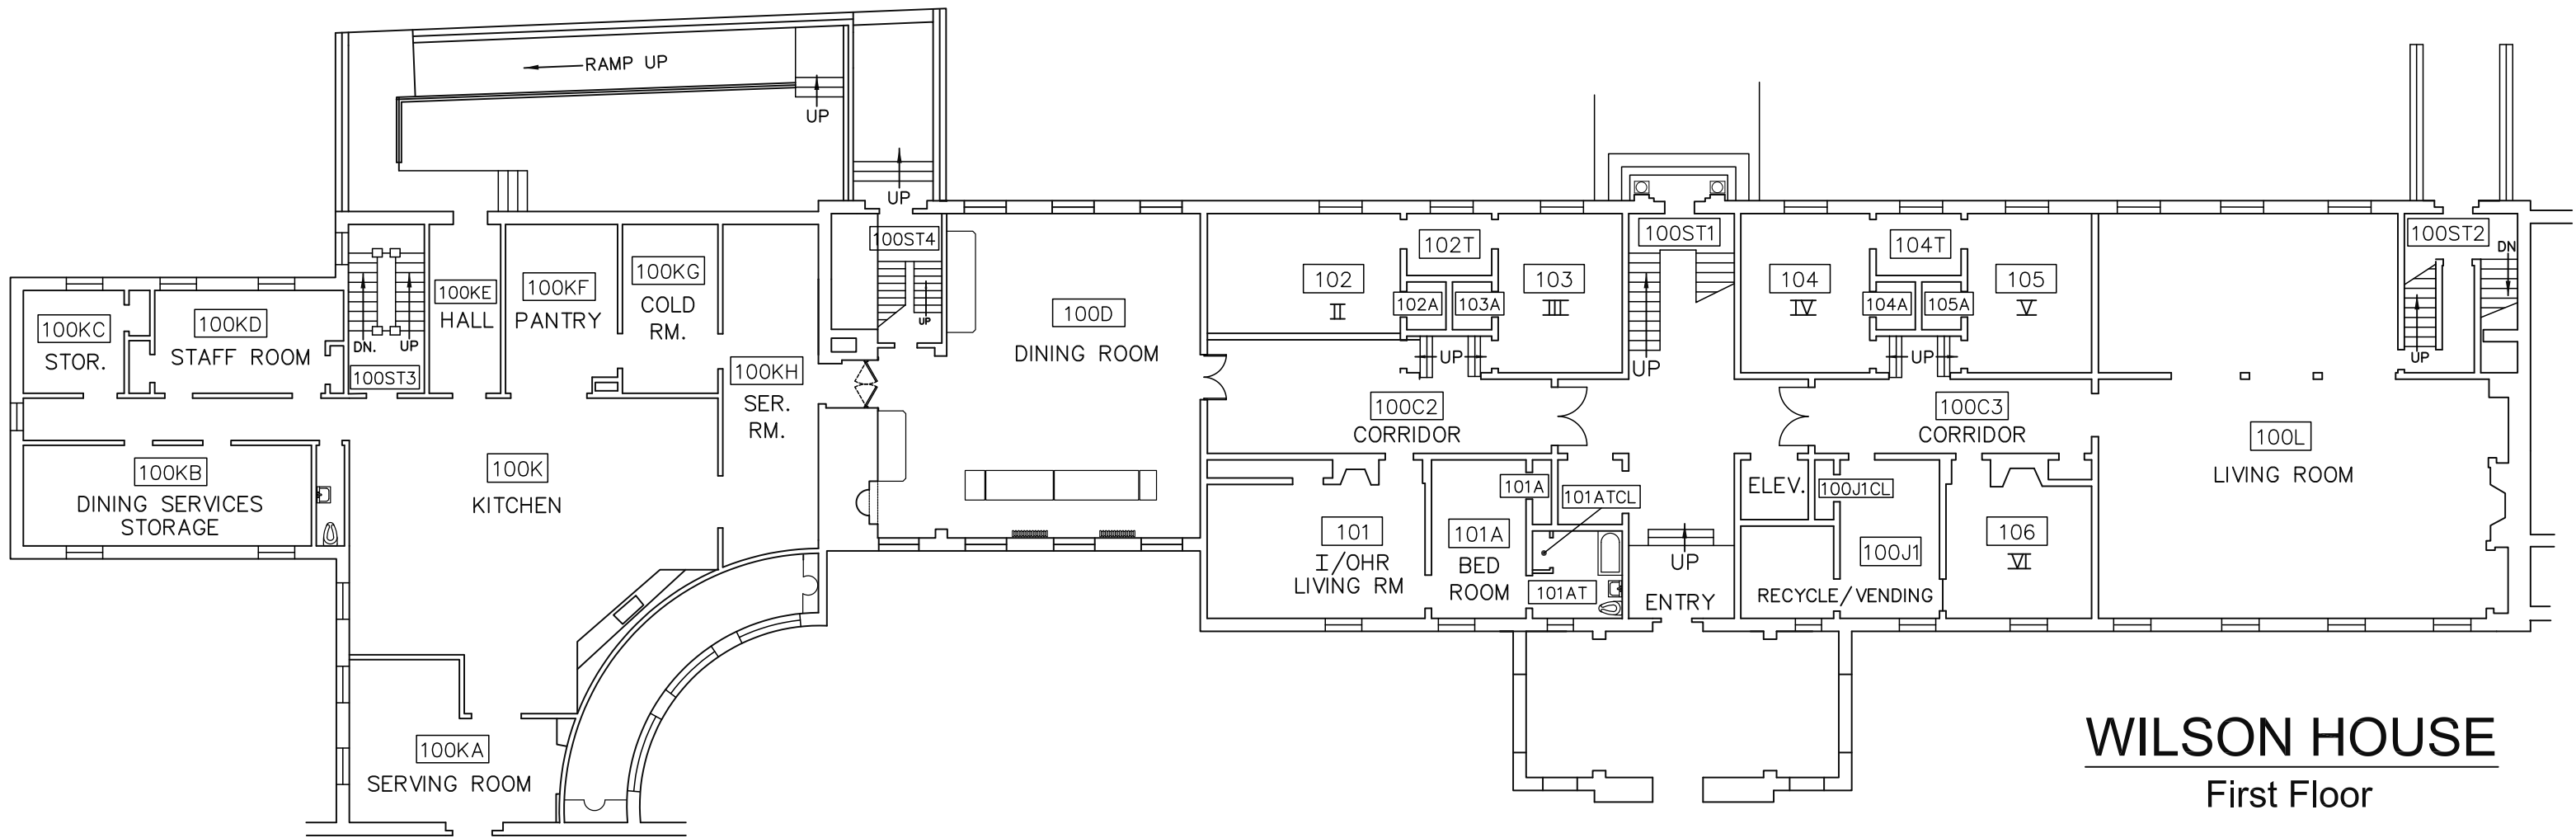 RAMP UP
UP
UP
100ST4
UP
100KC
STOR.
100KD
STAFF ROOM
DN.
UP
100ST3
100KE
HALL
100KF
PANTRY
100KG
COLD
RM.
100KH
SER.
RM.
100KB
DINING SERVICES
STORAGE
100K
KITCHEN
100KA
SERVING ROOM
100D
DINING ROOM
102
II
102T
102A
103A
103
III
UP
100C2
CORRIDOR
101
I/OHR
LIVING RM
101A
BED
ROOM
101A
101ATCL
101AT
100ST1
UP
UP
ENTRY
104
IV
104T
104A
105A
105
V
UP
100C3
CORRIDOR
ELEV.
100J1CL
100J1
RECYCLE/VENDING
106
VI
100L
LIVING ROOM
100ST2
DN
UP
WILSON HOUSE
First Floor